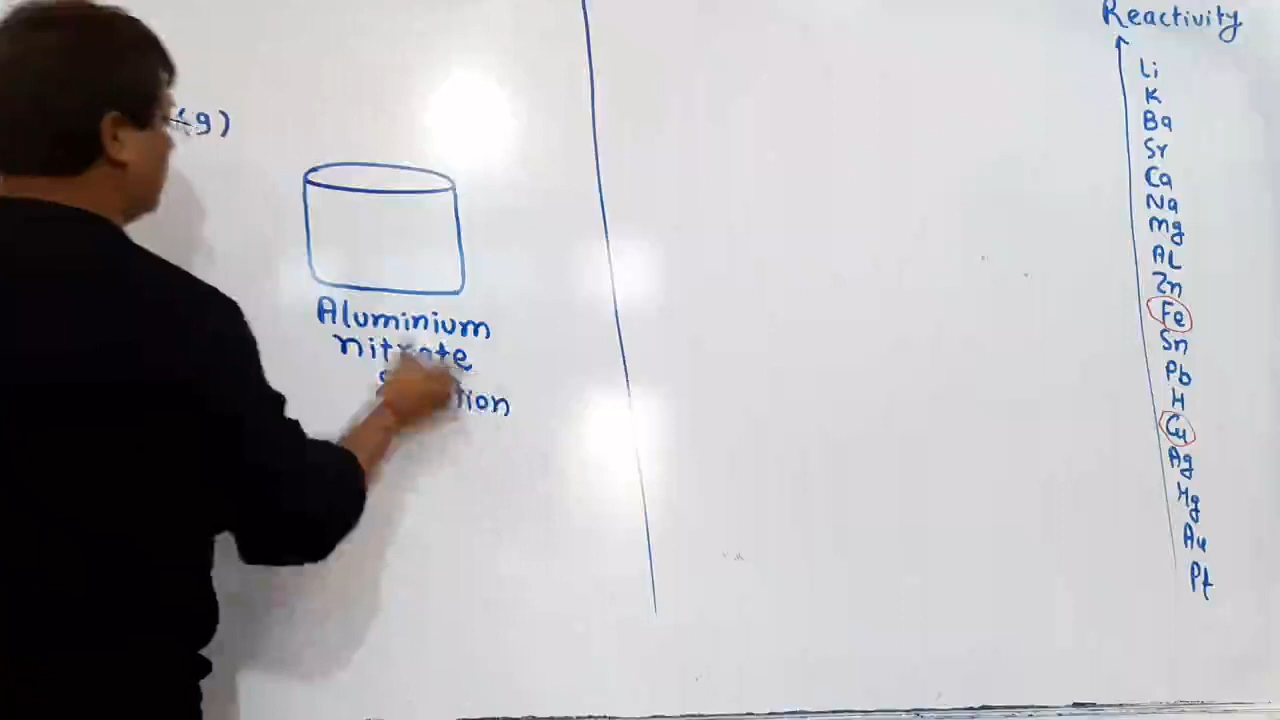 (g)
Aluminium
nitrate
Reactivity
Li
K
Ba
Sr
Ca
Na
Mg
AL
Zn
Fe
Sn
Pb
H
Cu
Ag
Hg
Au
Pt